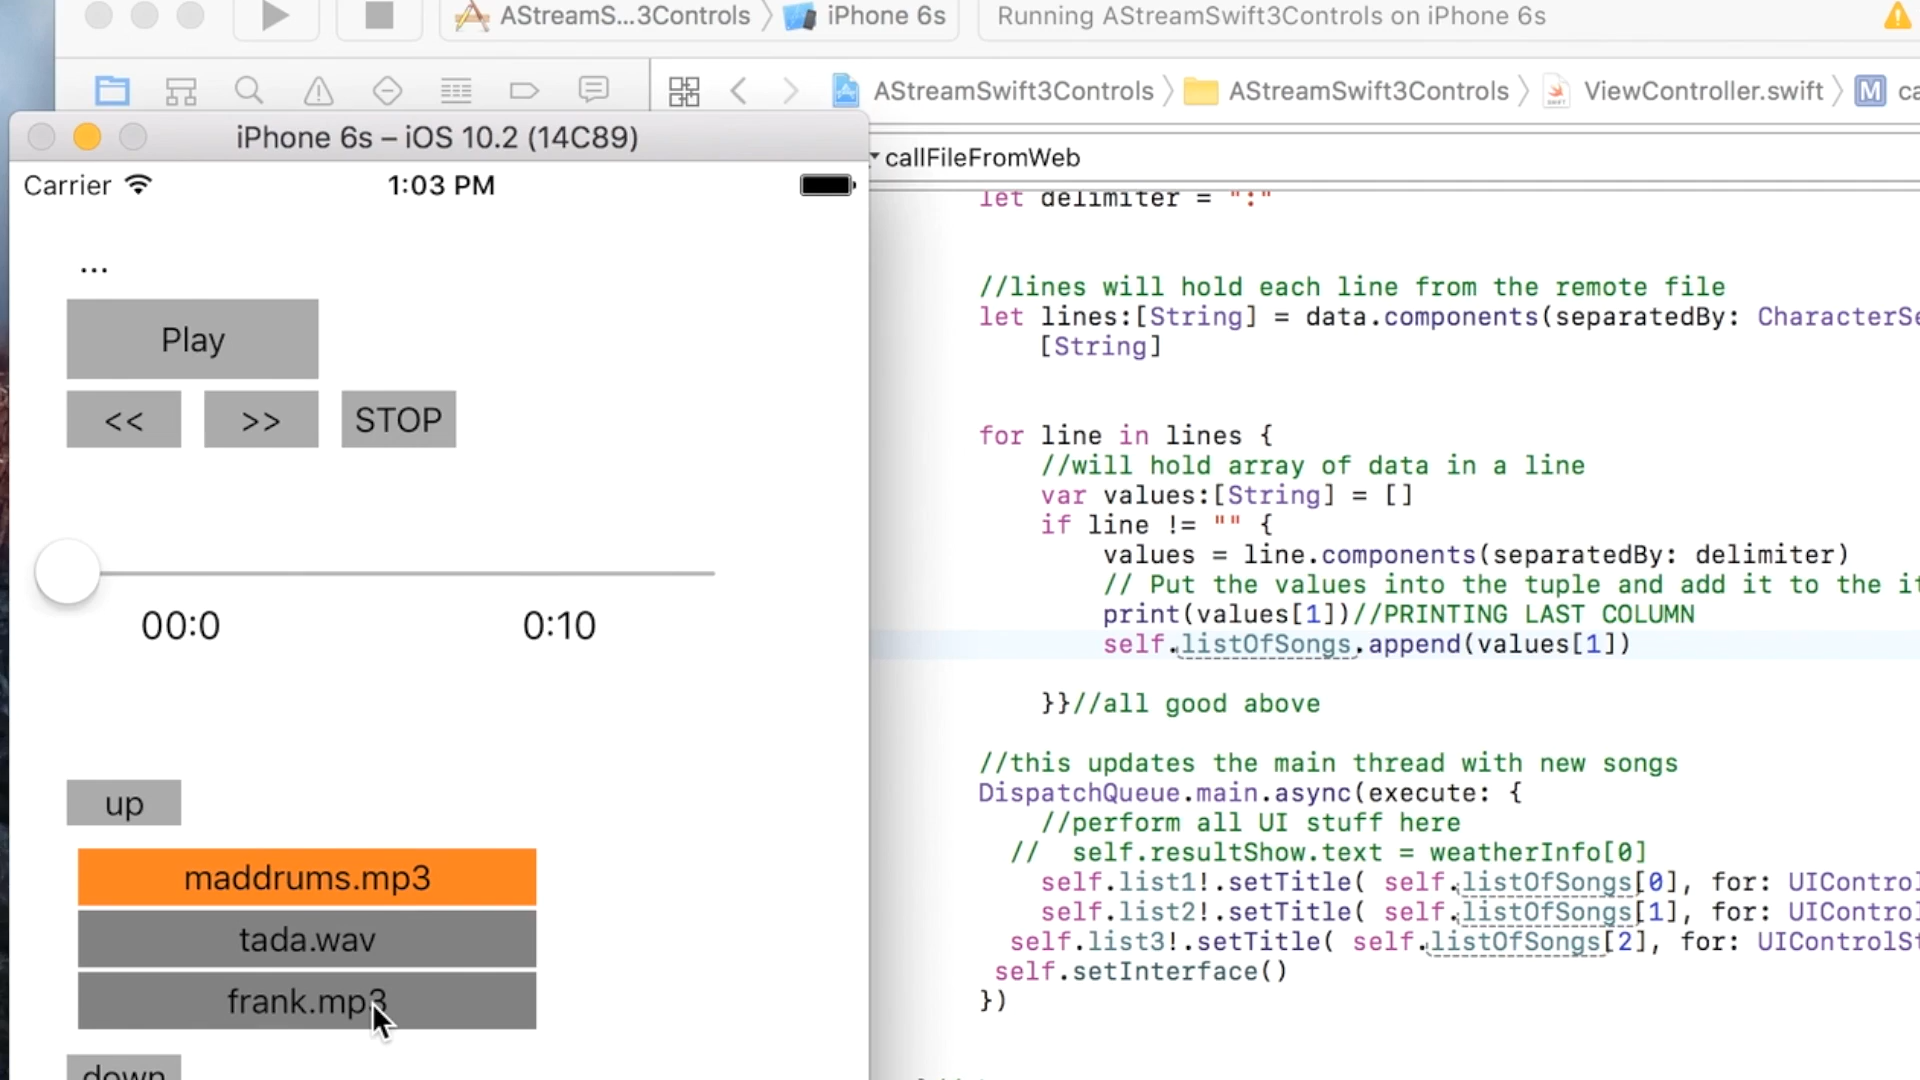 AStreamS...3Controls
iPhone 6s
Running AStreamSwift3Controls on iPhone 6s
AStreamSwift3Controls
AStreamSwift3Controls
ViewController.swift
M
iPhone 6s – iOS 10.2 (14C89)
callFileFromWeb
Carrier
1:03 PM
...
Play
<<
>>
STOP
00:0
0:10
up
maddrums.mp3
tada.wav
frank.mp3
down
let delimiter = ":"
//lines will hold each line from the remote file
let lines:[String] = data.components(separatedBy:
[String]
for line in lines {
//will hold array of data in a line
var values:[String] = []
if line != "" {
values = line.components(separatedBy: delimiter)
// Put the values into the tuple and add it to the
print(values[1])//PRINTING LAST COLUMN
self.listOfSongs.append(values[1])
}}//all good above
//this updates the main thread with new songs
DispatchQueue.main.async(execute: {
//perform all UI stuff here
//  self.resultShow.text = weatherInfo[0]
self.list1!.setTitle( self.listOfSongs[0], for:
self.list2!.setTitle( self.listOfSongs[1], for:
self.list3!.setTitle( self.listOfSongs[2], for:
self.setInterface()
})